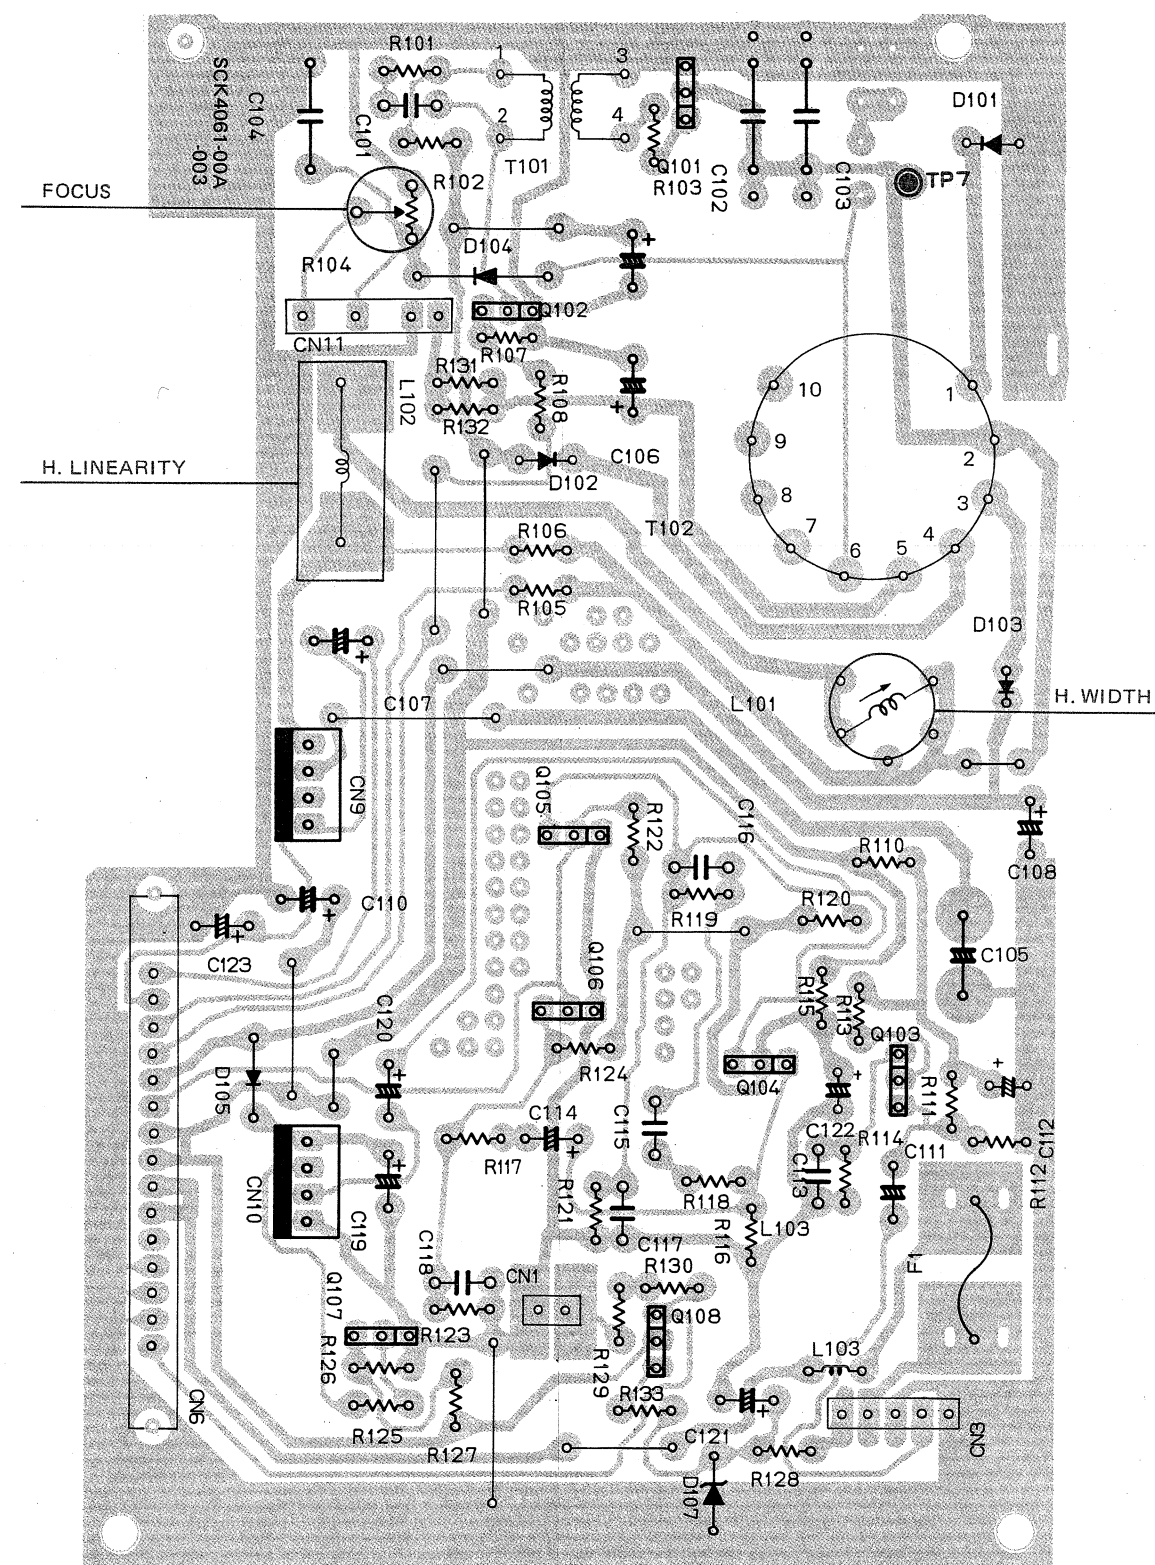 R101
1
3
SCK4061-00A
-003
C104
C101
2
4
T101
Q101
R103
C102
C103
D101
TP7
FOCUS
R102
D104
+
R104
Q102
CN11
R107
R131
L102
R108
+
R132
10
1
9
2
H. LINEARITY
C106
D102
8
3
T102
7
4
R106
6
5
R105
D103
+
L101
H. WIDTH
C107
Q105
CN9
R122
C116
+
R110
C108
C110
+
R119
R120
+
C123
Q106
C105
C120
R115
R113
Q103
R124
D105
+
Q104
+
+
R111
C114
C115
C122
R114
C111
C112
+
R117
+
CN10
R121
R118
C113
R112
C119
R116
L103
C118
C117
F1
CN1
R130
Q107
Q108
R123
L103
R126
R129
CN6
R133
+
R125
C121
CN3
R127
D107
R128